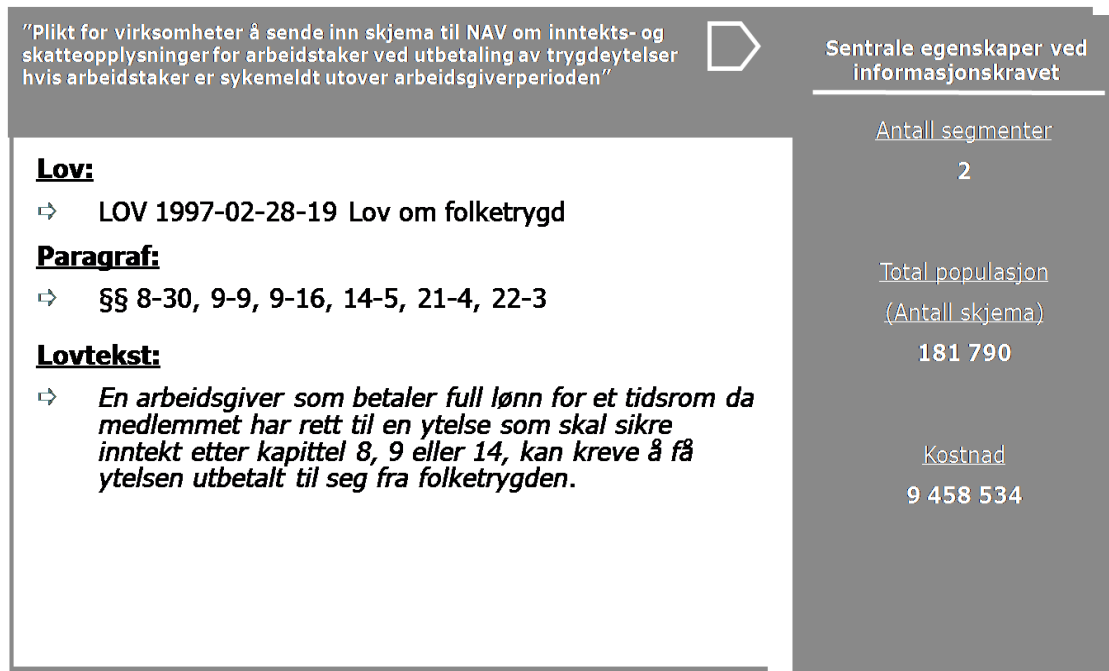 ”Plikt for virksomheter å sende inn skjema til NAV om inntekts- og
skatteopplysninger for arbeidstaker ved utbetaling av trygdeytelser
hvis arbeidstaker er sykemeldt utover arbeidsgiverperioden”
Lov:
⇨ LOV 1997-02-28-19 Lov om folketrygd
Paragraf:
⇨ §§ 8-30, 9-9, 9-16, 14-5, 21-4, 22-3
Lovtekst:
⇨ En arbeidsgiver som betaler full lønn for et tidsrom da
medlemmet har rett til en ytelse som skal sikre
inntekt etter kapittel 8, 9 eller 14, kan kreve å få
ytelsen utbetalt til seg fra folketrygden.
Sentrale egenskaper ved
informasjonskravet
Antall segmenter
2
Total populasjon
(Antall skjema)
181 790
Kostnad
9 458 534